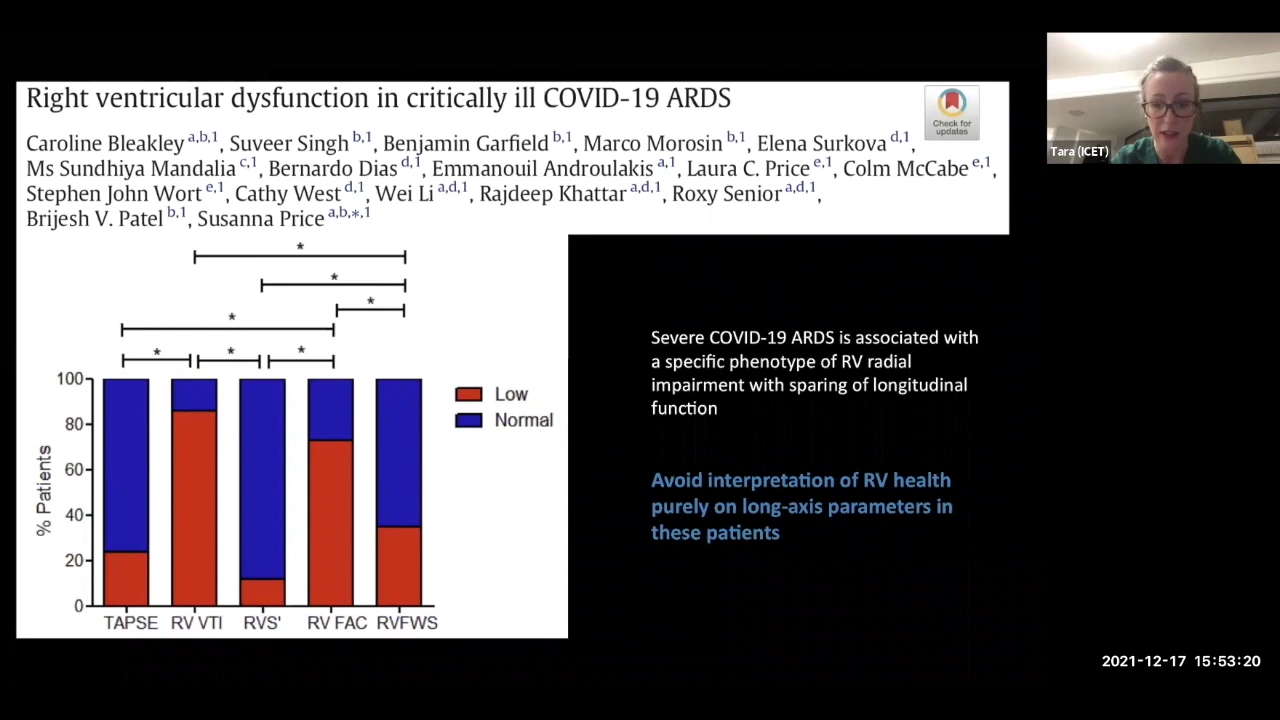 Right ventricular dysfunction in critically ill COVID-19 ARDS
Check for
updates
Caroline Bleakley a,b,1, Suveer Singh b,1, Benjamin Garfield b,1, Marco Morosin b,1, Elena Surkova d,1,
Ms Sundhiya Mandalia c,1, Bernardo Dias d,1, Emmanouil Androulakis a,1, Laura C. Price e,1, Colm McCabe e,1,
Stephen John Wort e,1, Cathy West d,1, Wei Li a,d,1, Rajdeep Khattar a,d,1, Roxy Senior a,d,1,
Brijesh V. Patel b,1, Susanna Price a,b,*,1
Tara (ICET)
*
*
*
*
* * *
100
80
60
40
20
0
% Patients
Low
Normal
TAPSE RV VTI RVS' RV FAC RVFWS
Severe COVID-19 ARDS is associated with
a specific phenotype of RV radial
impairment with sparing of longitudinal
function
Avoid interpretation of RV health
purely on long-axis parameters in
these patients
2021-12-17 15:53:20